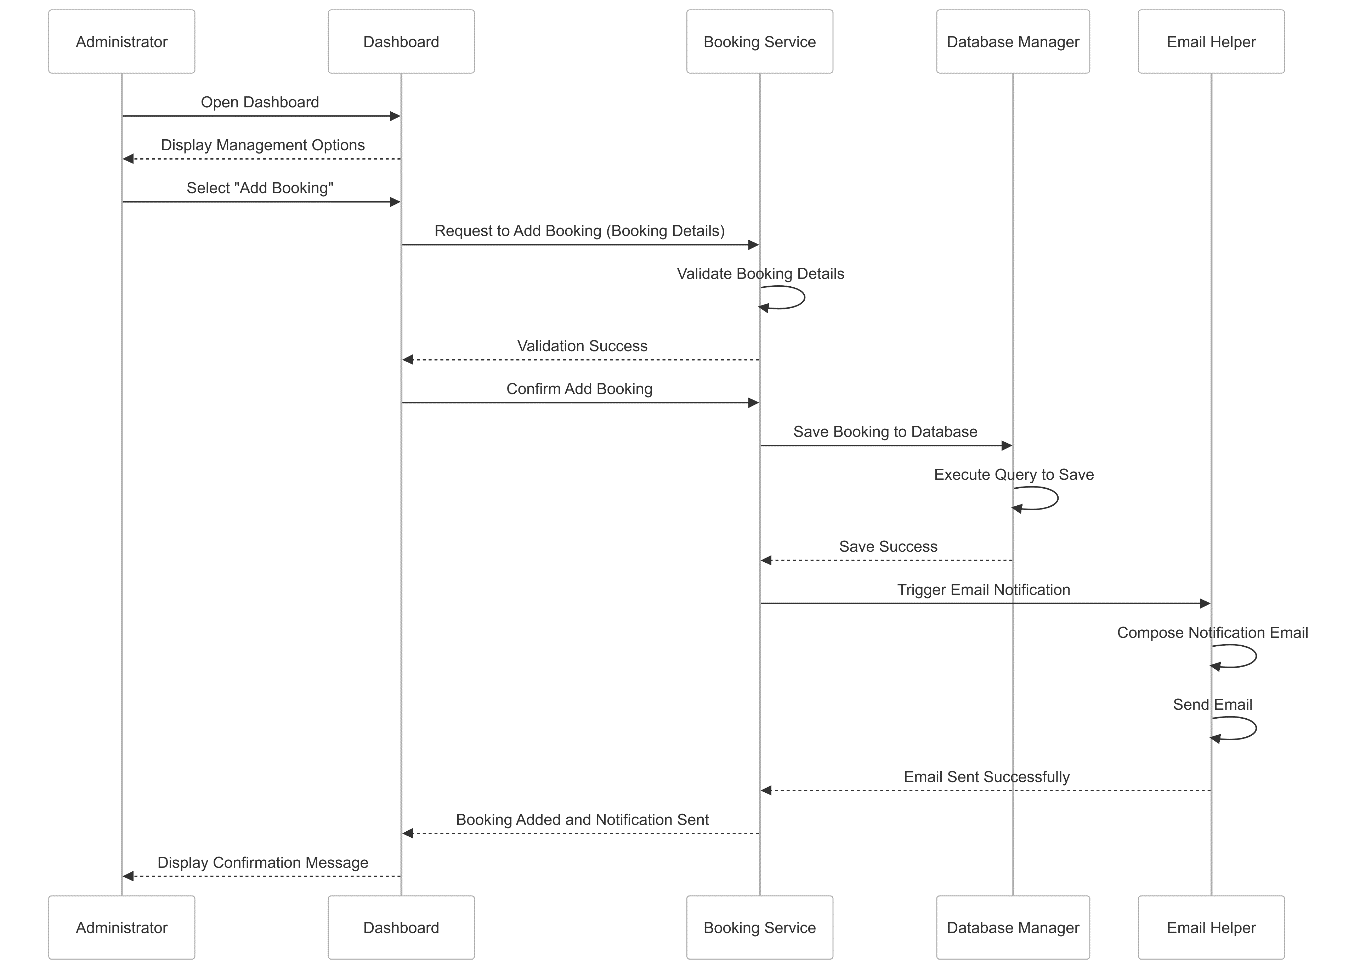 Administrator
Dashboard
Booking Service
Database Manager
Email Helper
Open Dashboard
Display Management Options
Select "Add Booking"
Request to Add Booking (Booking Details)
Validate Booking Details
Validation Success
Confirm Add Booking
Save Booking to Database
Execute Query to Save
Save Success
Trigger Email Notification
Compose Notification Email
Send Email
Email Sent Successfully
Booking Added and Notification Sent
Display Confirmation Message
Administrator
Dashboard
Booking Service
Database Manager
Email Helper